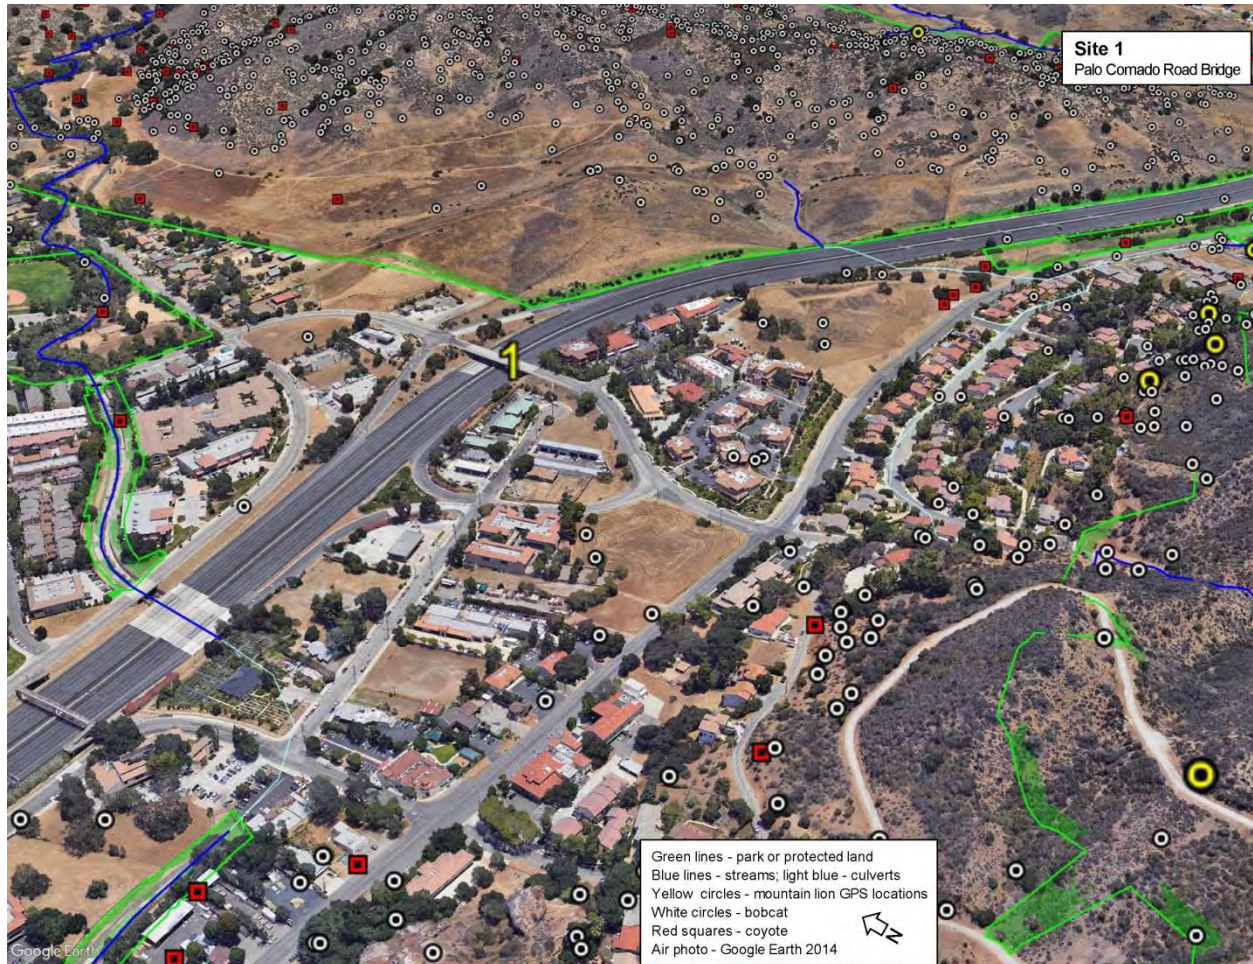 Site 1
Palo Comado Road Bridge
1
Green lines - park or protected land
Blue lines - streams; light blue - culverts
Yellow circles - mountain lion GPS locations
White circles - bobcat
Red squares - coyote
Air photo - Google Earth 2014
N
Google Earth